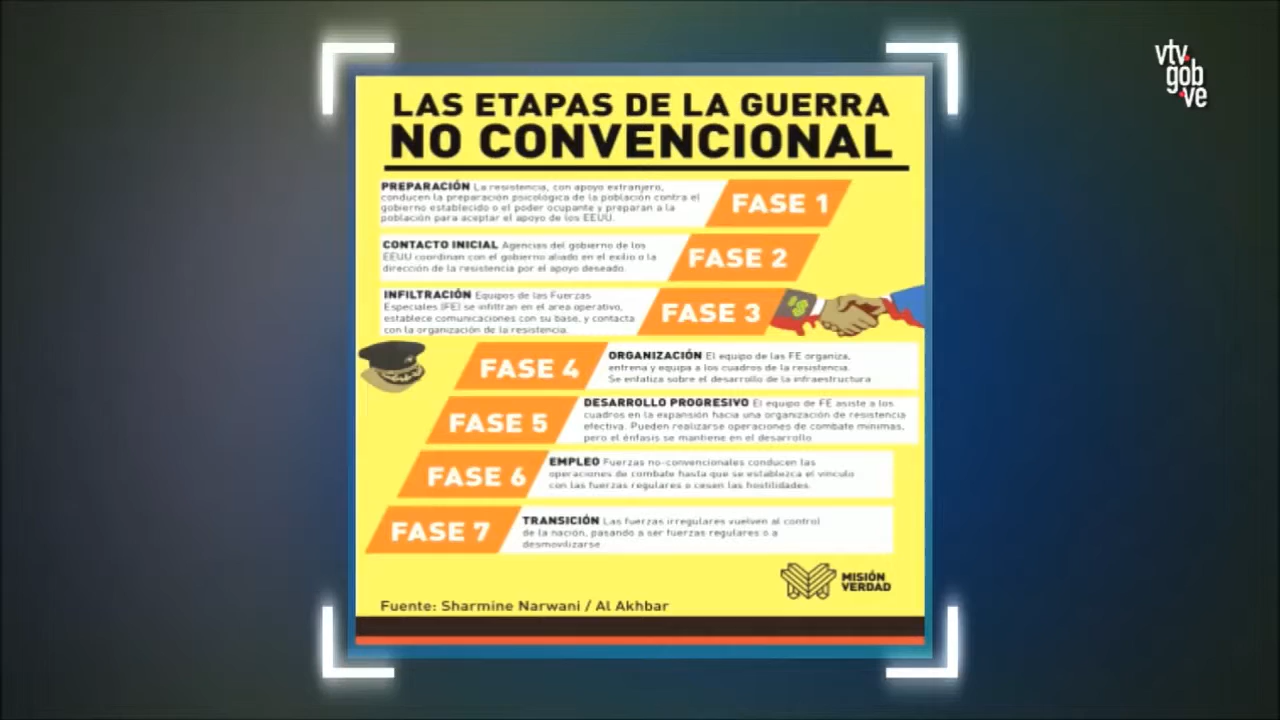 vtv.
gob
.ve
LAS ETAPAS DE LA GUERRA
NO CONVENCIONAL
PREPARACIÓN La resistencia, con apoyo extranjero,
conducen la preparación psicológica de la población contra el
gobierno establecido o el poder ocupante y preparan a la
población para aceptar el apoyo de los EEUU.
FASE 1
CONTACTO INICIAL Agencias del gobierno de los
EEUU coordinan con el gobierno aliado en el exilio o la
dirección de la resistencia por el apoyo deseado.
FASE 2
INFILTRACIÓN Equipos de las Fuerzas
Especiales (FE) se infiltran en el area operativo,
establece comunicaciones con su base, y contacta
con la organización de la resistencia.
FASE 3
FASE 4
ORGANIZACIÓN El equipo de las FE organiza,
entrena y equipa a los cuadros de la resistencia.
Se enfatiza sobre el desarrollo de la infraestructura
FASE 5
DESARROLLO PROGRESIVO El equipo de FE asiste a los
cuadros en la expansión hacia una organización de resistencia
efectiva. Pueden realizarse operaciones de combate minimas,
pero el énfasis se mantiene en el desarrollo
FASE 6
EMPLEO Fuerzas no-convencionales conducen las
operaciones de combate hasta que se establezca el vinculo
con las fuerzas regulares o cesen las hostilidades.
FASE 7
TRANSICIÓN Las fuerzas irregulares vuelven al control
de la nación, pasando a ser fuerzas regulares o a
desmovilizarse
MISIÓN
VERDAD
Fuente: Sharmine Narwani / Al Akhbar